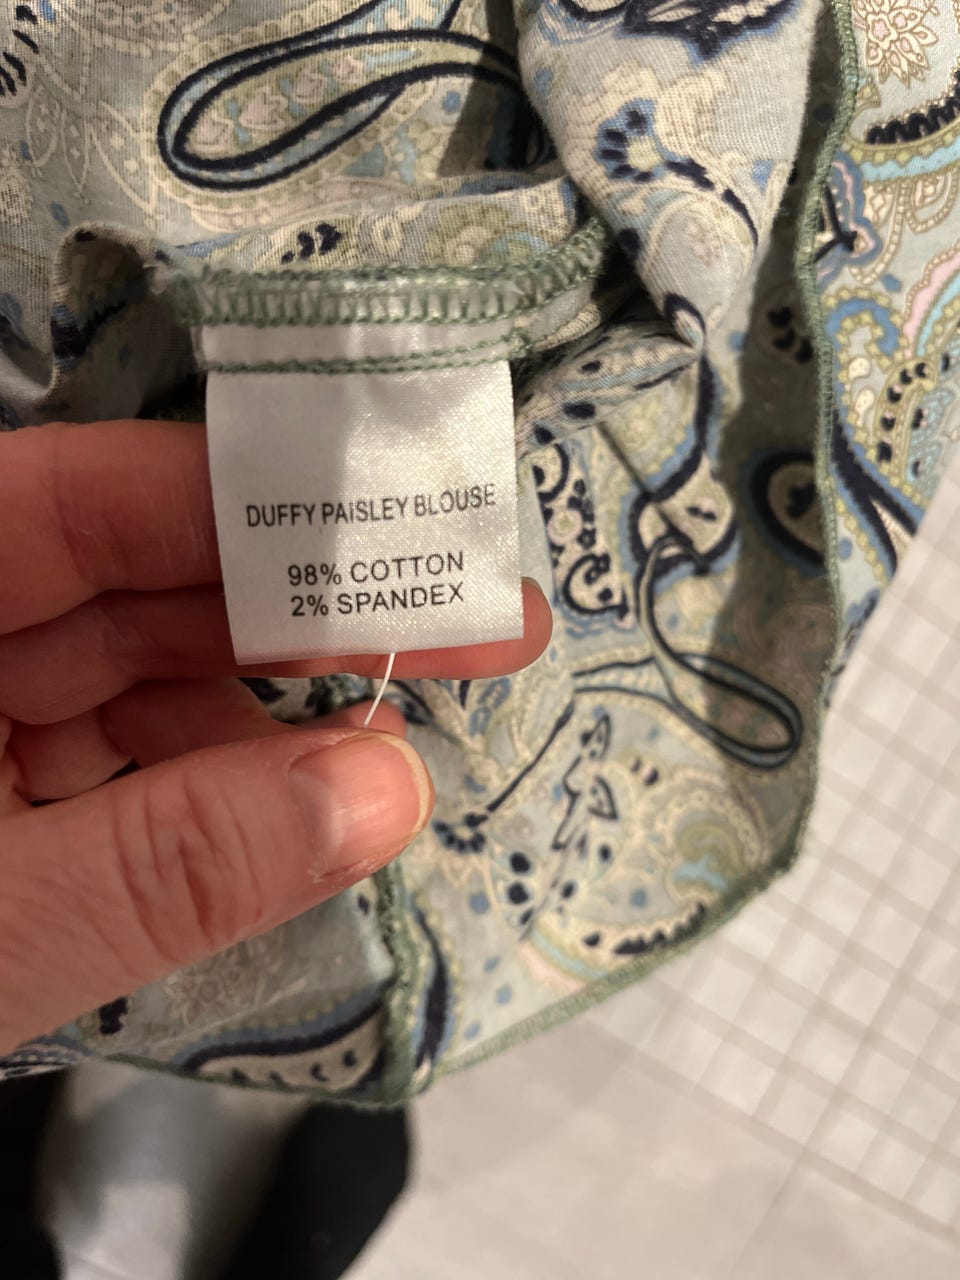 DUFFY PAISLEY BLOUSE
98% COTTON
2% SPANDEX